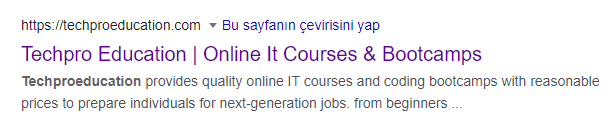 https://techproeducation.com ▾ Bu sayfanın çevirisini yap
Techpro Education | Online It Courses & Bootcamps
Techproeducation provides quality online IT courses and coding bootcamps with reasonable
prices to prepare individuals for next-generation jobs. from beginners ...